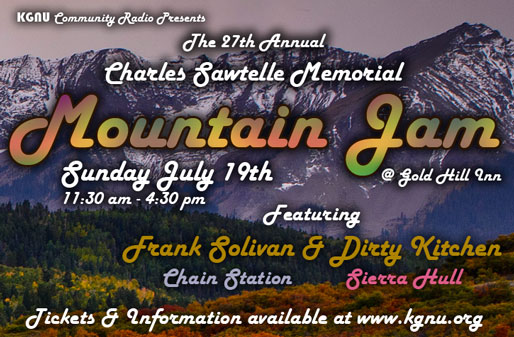 KGNU Community Radio Presents
The 27th Annual
Charles Sawtelle Memorial
Mountain Jam
Sunday July 19th
@ Gold Hill Inn
11:30 am - 4:30 pm
Featuring
Frank Solivan & Dirty Kitchen
Chain Station
Sierra Hull
Tickets & Information available at www.kgnu.org